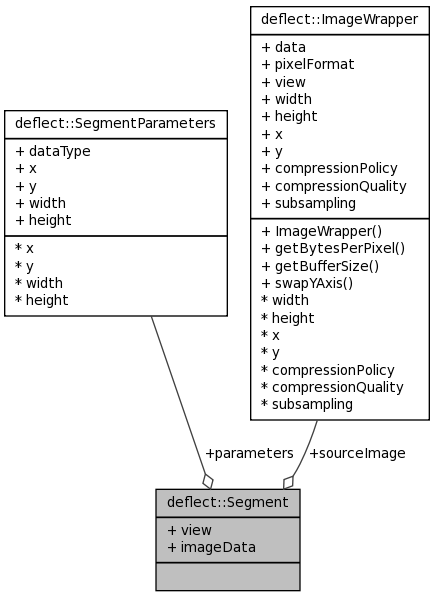 deflect::ImageWrapper
+ data
+ pixelFormat
+ view
+ width
+ height
+ x
+ y
+ compressionPolicy
+ compressionQuality
+ subsampling
+ ImageWrapper()
+ getBytesPerPixel()
+ getBufferSize()
+ swapYAxis()
* width
* height
* x
* y
* compressionPolicy
* compressionQuality
* subsampling
deflect::SegmentParameters
+ dataType
+ x
+ y
+ width
+ height
* x
* y
* width
* height
+parameters
+sourceImage
deflect::Segment
+ view
+ imageData